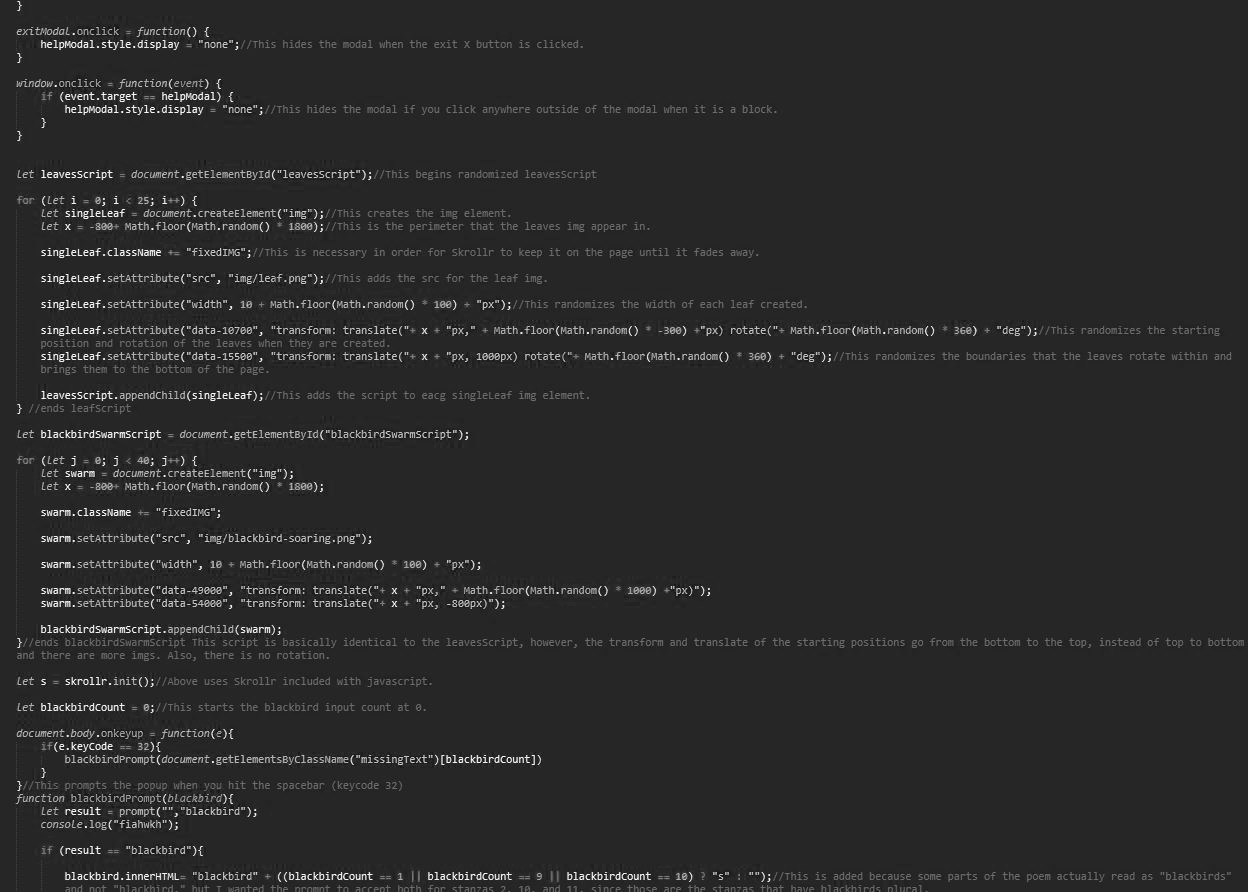 }
exitModal.onclick = function() {
helpModal.style.display = "none";//This hides the modal when the exit X button is clicked.
}
window.onclick = function(event) {
if (event.target == helpModal) {
helpModal.style.display = "none";//This hides the modal if you click anywhere outside of the modal when it is a block.
}
}
let leavesScript = document.getElementById("leavesScript");//This begins randomized leavesScript
for (let i = 0; i < 25; i++) {
let singleLeaf = document.createElement("img");//This creates the img element.
let x = -800+ Math.floor(Math.random() * 1800);//This is the perimeter that the leaves img appear in.
singleLeaf.className += "fixedIMG";//This is necessary in order for Skrollr to keep it on the page until it fades away.
singleLeaf.setAttribute("src", "img/leaf.png");//This adds the src for the leaf img.
singleLeaf.setAttribute("width", 10 + Math.floor(Math.random() * 100) + "px");//This randomizes the width of each leaf created.
singleLeaf.setAttribute("data-10700", "transform: translate("+ x + "px," + Math.floor(Math.random() * -300) +"px) rotate("+ Math.floor(Math.random() * 360) + "deg");//This randomizes the starting
position and rotation of the leaves when they are created.
singleLeaf.setAttribute("data-15500", "transform: translate("+ x + "px, 1000px) rotate("+ Math.floor(Math.random() * 360) + "deg");//This randomizes the boundaries that the leaves rotate within and
brings them to the bottom of the page.
leavesScript.appendChild(singleLeaf);//This adds the script to eacg singleLeaf img element.
} //ends leafScript
let blackbirdSwarmScript = document.getElementById("blackbirdSwarmScript");
for (let j = 0; j < 40; j++) {
let swarm = document.createElement("img");
let x = -800+ Math.floor(Math.random() * 1800);
swarm.className += "fixedIMG";
swarm.setAttribute("src", "img/blackbird-soaring.png");
swarm.setAttribute("width", 10 + Math.floor(Math.random() * 100) + "px");
swarm.setAttribute("data-49000", "transform: translate("+ x + "px," + Math.floor(Math.random() * 1000) +"px)");
swarm.setAttribute("data-54000", "transform: translate("+ x + "px, -800px)");
blackbirdSwarmScript.appendChild(swarm);
}//ends blackbirdSwarmScript This script is basically identical to the leavesScript, however, the transform and translate of the starting positions go from the bottom to the top, instead of top to bottom
and there are more imgs. Also, there is no rotation.
let s = skrollr.init();//Above uses Skrollr included with javascript.
let blackbirdCount = 0;//This starts the blackbird input count at 0.
document.body.onkeyup = function(e){
if(e.keyCode == 32){
blackbirdPrompt(document.getElementsByClassName("missingText")[blackbirdCount])
}
}//This prompts the popup when you hit the spacebar (keycode 32)
function blackbirdPrompt(blackbird){
let result = prompt("","blackbird");
console.log("fiahwkh");
if (result == "blackbird"){
blackbird.innerHTML= "blackbird" + ((blackbirdCount == 1 || blackbirdCount == 9 || blackbirdCount == 10) ? "s" : "");//This is added because some parts of the poem actually read as "blackbirds"
and not "blackbird," but I wanted the prompt to accept both for stanzas 2, 10, and 11, since those are the stanzas that have blackbirds plural.